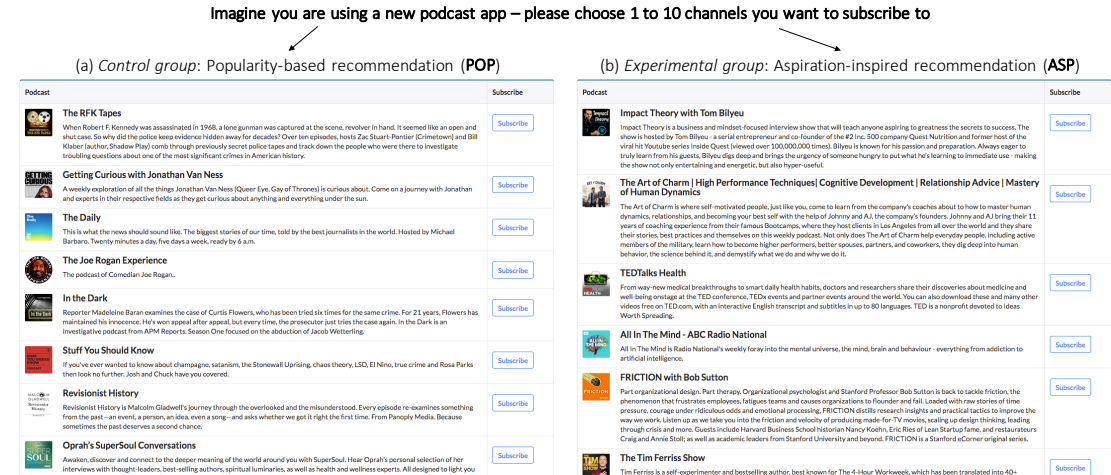 Imagine you are using a new podcast app – please choose 1 to 10 channels you want to subscribe to
(a) Control group: Popularity-based recommendation (POP)
Podcast
Subscribe
The RFK Tapes
When Robert F. Kennedy was assassinated in 1968, a lone gunman was captured at the scene, revolver in hand. It seemed like an open and
shut case. So why did the police keep evidence hidden away for decades? Over ten episodes, hosts Zac Stuart-Pontier (Crimetown) and Bill
Klaber (author, Shadow Play) comb through previously secret police tapes and track down the people who were there to investigate
troubling questions about one of the most significant crimes in American history.
Subscribe
Getting Curious with Jonathan Van Ness
A weekly exploration of all the things Jonathan Van Ness (Queer Eye, Gay of Thrones) is curious about. Come on a journey with Jonathan
and experts in their respective fields as they get curious about anything and everything under the sun.
Subscribe
The Daily
This is what the news should sound like. The biggest stories of our time, told by the best journalists in the world. Hosted by Michael
Barbaro. Twenty minutes a day, five days a week, ready by 6 a.m.
Subscribe
The Joe Rogan Experience
The podcast of Comedian Joe Rogan..
Subscribe
In the Dark
Reporter Madeleine Baran examines the case of Curtis Flowers, who has been tried six times for the same crime. For 21 years, Flowers has
maintained his innocence. He's won appeal after appeal, but every time, the prosecutor just tries the case again. In the Dark is an
investigative podcast from APM Reports. Season One focused on the abduction of Jacob Wetterling.
Subscribe
Stuff You Should Know
If you've ever wanted to know about champagne, satanism, the Stonewall Uprising, chaos theory, LSD, El Nino, true crime and Rosa Parks
then look no further. Josh and Chuck have you covered.
Subscribe
Revisionist History
Revisionist History is Malcolm Gladwell's journey through the overlooked and the misunderstood. Every episode re-examines something
from the past—an event, a person, an idea, even a song—and asks whether we got it right the first time. From Panoply Media. Because
sometimes the past deserves a second chance.
Subscribe
Oprah's SuperSoul Conversations
Awaken, discover and connect to the deeper meaning of the world around you with SuperSoul. Hear Oprah's personal selection of her
interviews with thought-leaders, best-selling authors, spiritual luminaries, as well as health and wellness experts. All designed to light you
Subscribe
(b) Experimental group: Aspiration-inspired recommendation (ASP)
Podcast
Subscribe
Impact Theory with Tom Bilyeu
Impact Theory is a business and mindset-focused interview show that will teach anyone aspiring to greatness the secrets to success. The
show is hosted by Tom Bilyeu - a serial entrepreneur and co-founder of the #2 Inc. 500 company Quest Nutrition and former host of the
viral hit Youtube series Inside Quest (viewed over 100,000,000 times). Bilyeu is known for his passion and preparation. Always eager to
truly learn from his guests, Bilyeu digs deep and brings the urgency of someone hungry to put what he's learning to immediate use - making
the show not only entertaining and energetic, but also hyper-useful.
Subscribe
The Art of Charm | High Performance Techniques| Cognitive Development | Relationship Advice | Mastery
of Human Dynamics
The Art of Charm is where self-motivated people, just like you, come to learn from the company's coaches about to how to master human
dynamics, relationships, and becoming your best self with the help of Johnny and AJ, the company's founders. Johnny and AJ bring their 11
years of coaching experience from their famous Bootcamps, where they host clients in Los Angeles from all over the world and they share
their stories, best practices and themselves on this weekly podcast. Not only does The Art of Charm help everyday people, including active
members of the military, learn how to become higher performers, better spouses, partners, and coworkers, they dig deep into human
behavior, the science behind it, and demystify what we do and why we do it.
Subscribe
TEDTalks Health
From way-new medical breakthroughs to smart daily health habits, doctors and researchers share their discoveries about medicine and
well-being onstage at the TED conference, TEDx events and partner events around the world. You can also download these and many other
videos free on TED.com, with an interactive English transcript and subtitles in up to 80 languages. TED is a nonprofit devoted to Ideas
Worth Spreading.
Subscribe
All In The Mind - ABC Radio National
All In The Mind is Radio National's weekly foray into the mental universe, the mind, brain and behaviour - everything from addiction to
artificial intelligence.
Subscribe
FRICTION with Bob Sutton
Part organizational design. Part therapy. Organizational psychologist and Stanford Professor Bob Sutton is back to tackle friction, the
phenomenon that frustrates employees, fatigues teams and causes organizations to flounder and fail. Loaded with raw stories of time
pressure, courage under ridiculous odds and emotional processing, FRICTION distills research insights and practical tactics to improve the
way we work. Listen up as we take you into the friction and velocity of producing made-for-TV movies, scaling up design thinking, leading
through crisis and more. Guests include Harvard Business School historian Nancy Koehn, Eric Ries of Lean Startup fame, and restaurateurs
Craig and Annie Stoll; as well as academic leaders from Stanford University and beyond. FRICTION is a Stanford eCorner original series.
Subscribe
The Tim Ferriss Show
Tim Ferriss is a self-experimenter and bestselling author, best known for The 4-Hour Workweek, which has been translated into 40+
Subscribe